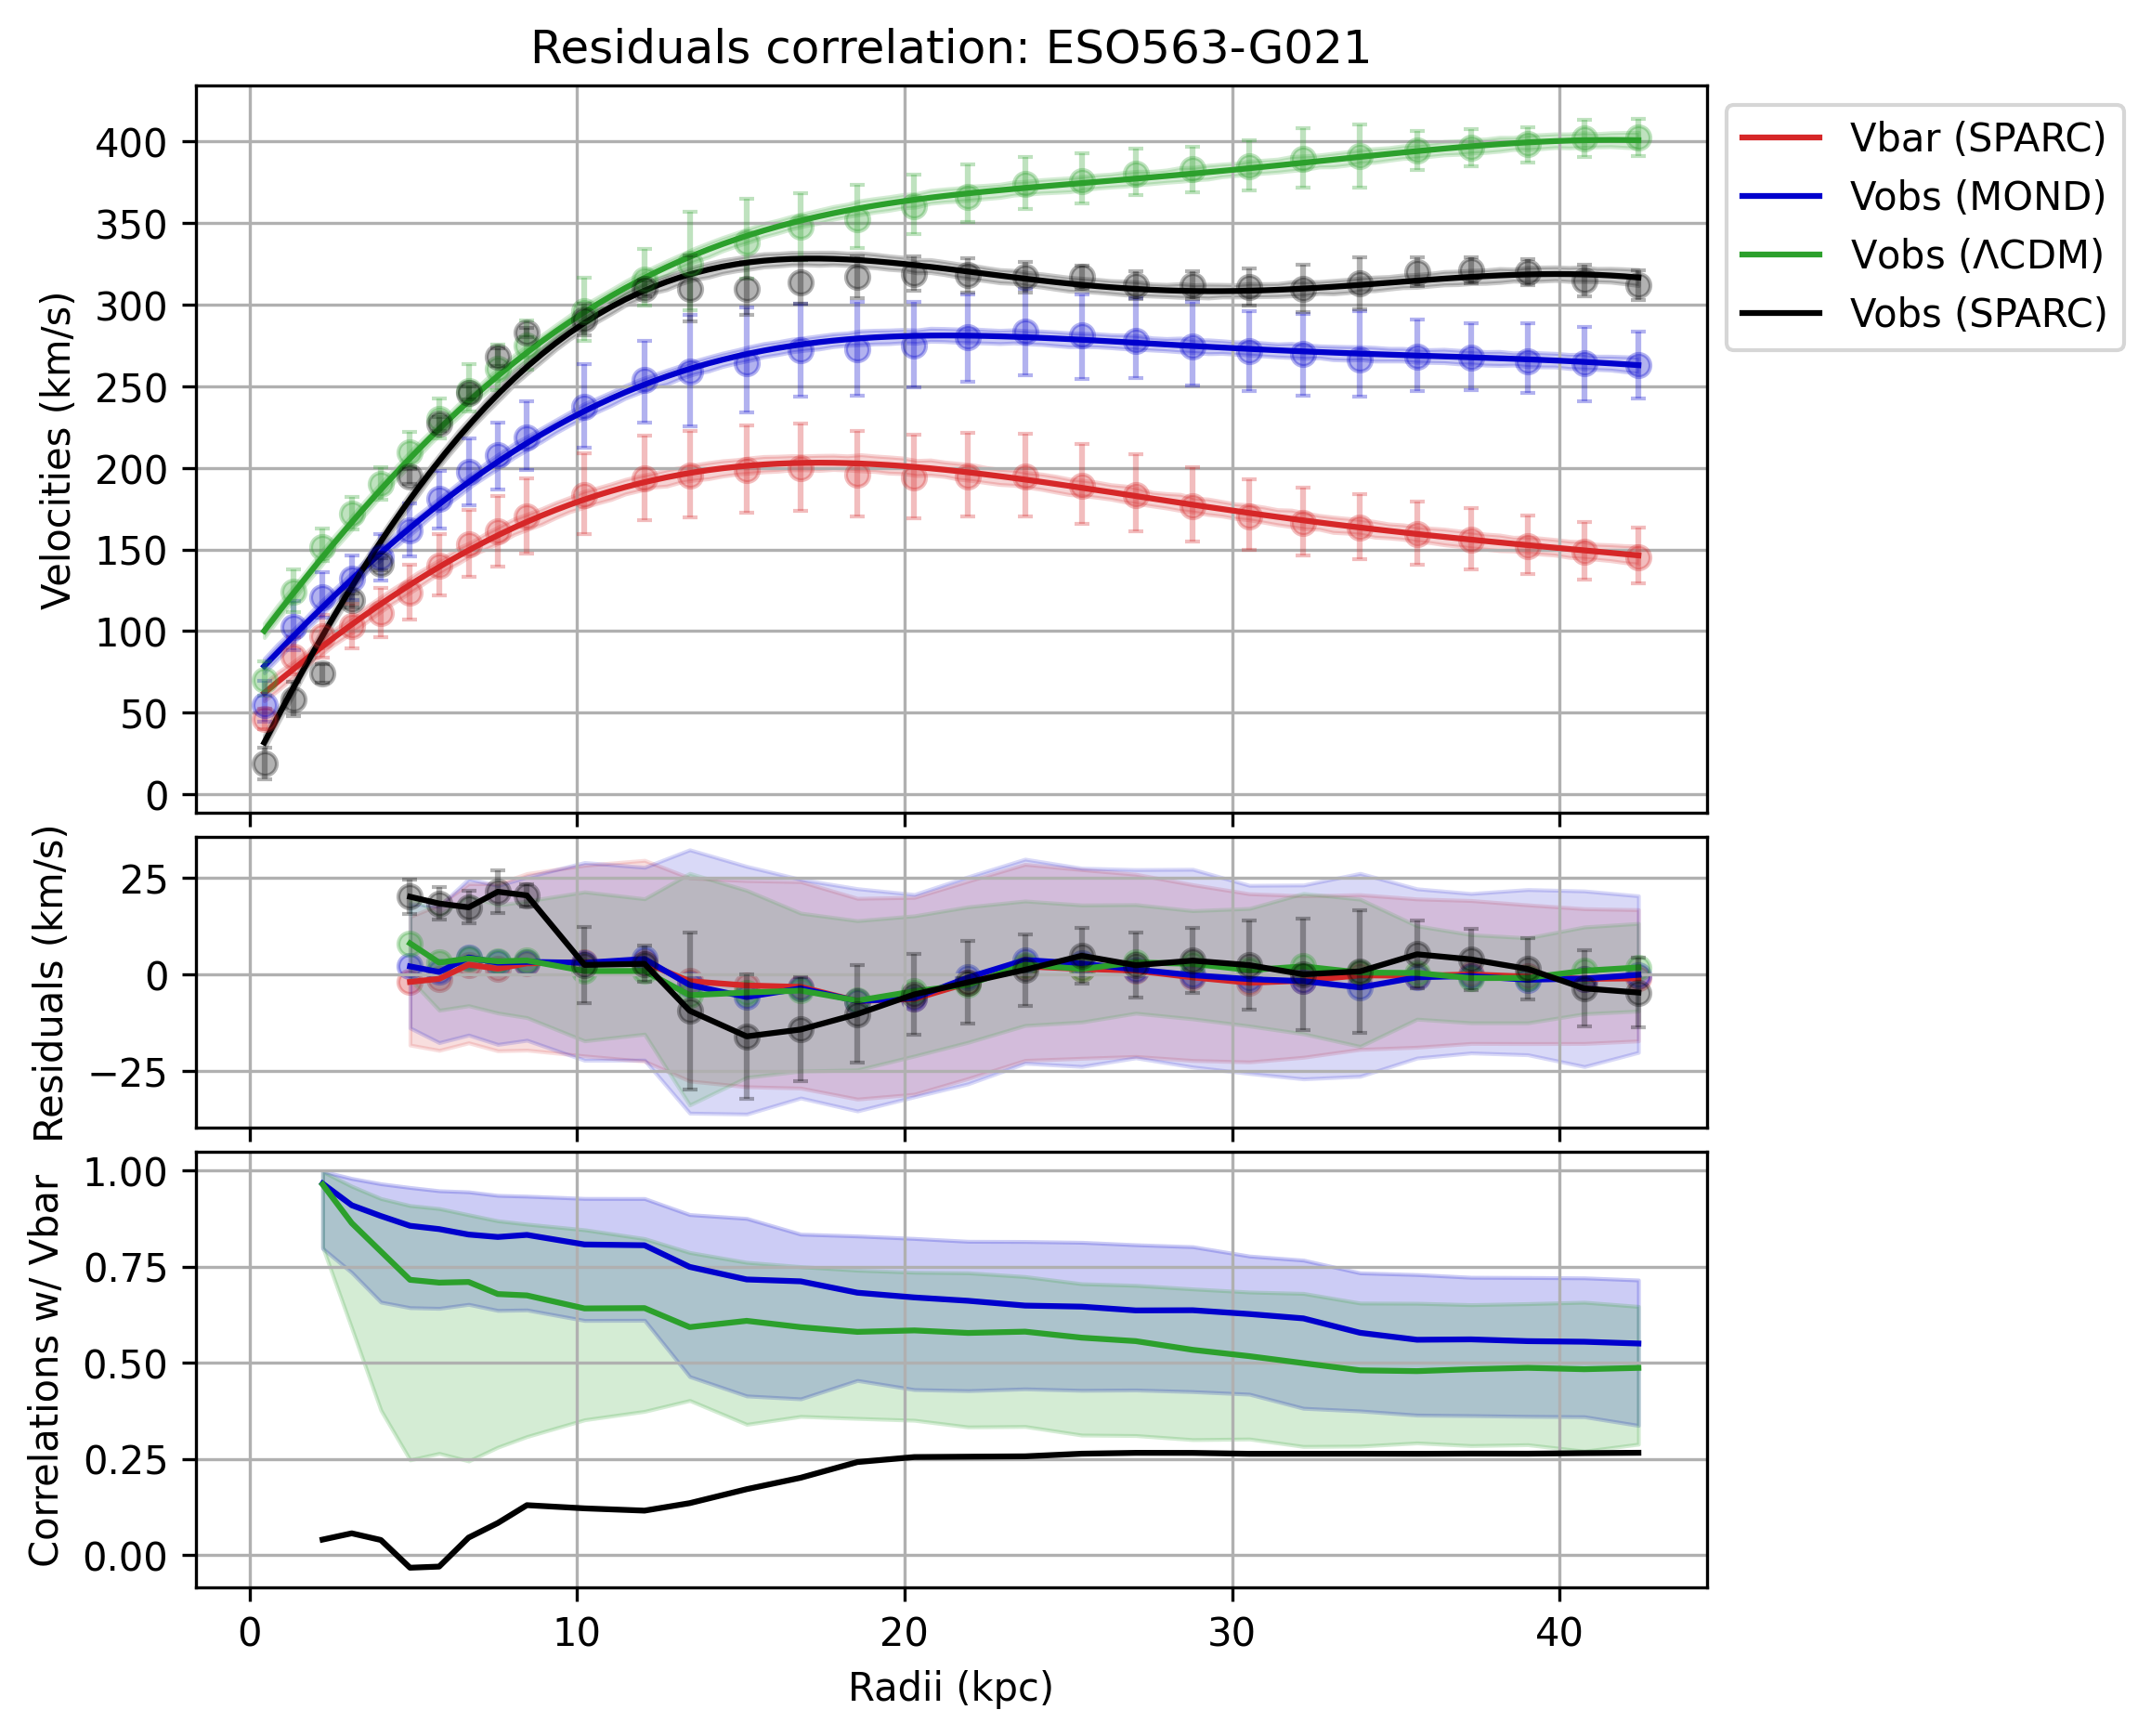 Residuals correlation: ESO563-G021
Velocities (km/s)
400
350
300
250
200
150
100
50
0
Vbar (SPARC)
Vobs (MOND)
Vobs (ΛCDM)
Vobs (SPARC)
Residuals (km/s)
25
0
−25
Correlations w/ Vbar
1.00
0.75
0.50
0.25
0.00
0 10 20 30 40
Radii (kpc)